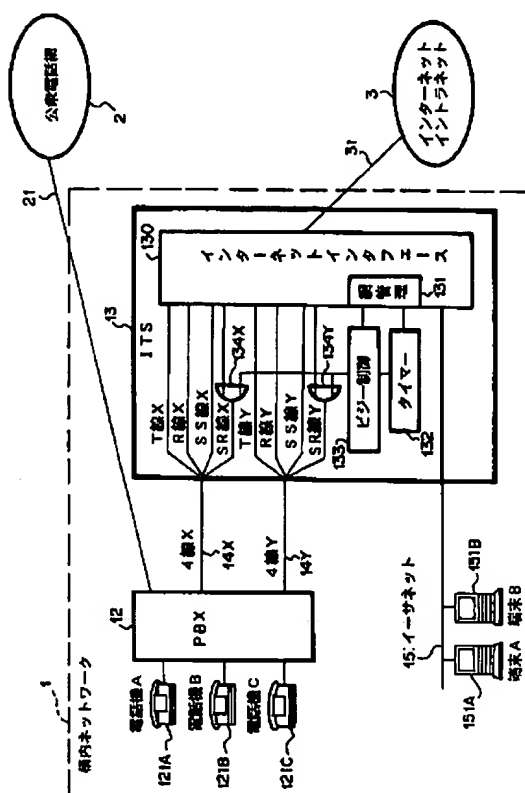 1
構内ネットワーク
電話機A
121A
電話機B
121B
電話機C
121C
12
PBX
4線X
14X
4線Y
14Y
21
公衆電話網
2
13
ITS
T線X
R線X
SS線X
SR線X
134X
T線Y
R線Y
SS線Y
SR線Y
134Y
130
インターネットインタフェース
網管理
131
ビジー制御
133
タイマー
132
31
インターネット
イントラネット
3
15:イーサネット
151A
端末A
151B
端末B